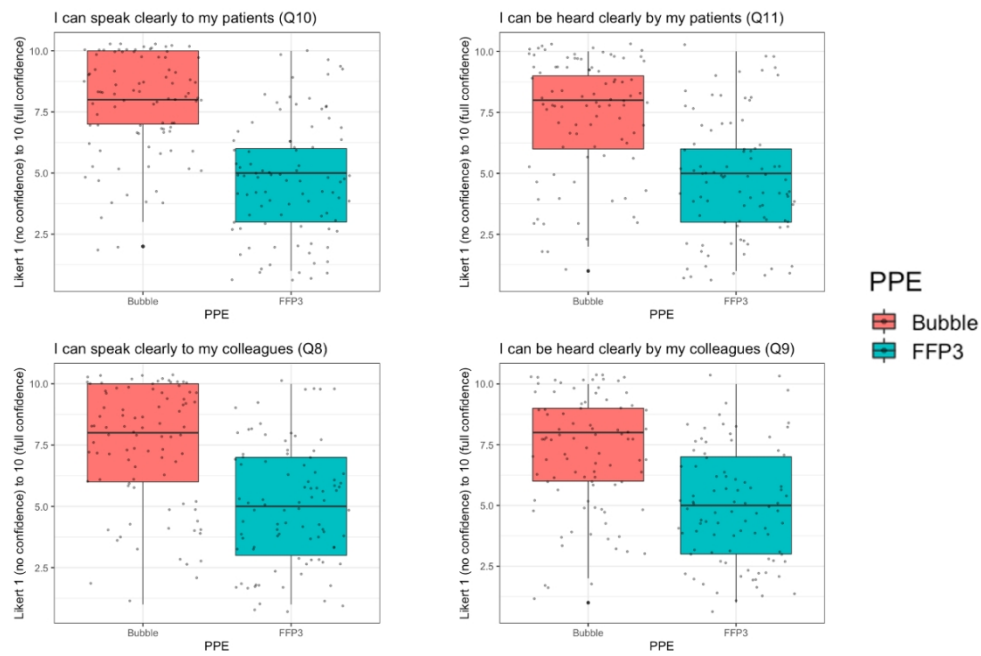 I can speak clearly to my patients (Q10)
Likert 1 (no confidence) to 10 (full confidence)
10.0
7.5
5.0
2.5
Bubble
FFP3
PPE
I can be heard clearly by my patients (Q11)
Likert 1 (no confidence) to 10 (full confidence)
10.0
7.5
5.0
2.5
Bubble
FFP3
PPE
I can speak clearly to my colleagues (Q8)
Likert 1 (no confidence) to 10 (full confidence)
10.0
7.5
5.0
2.5
Bubble
FFP3
PPE
I can be heard clearly by my colleagues (Q9)
Likert 1 (no confidence) to 10 (full confidence)
10.0
7.5
5.0
2.5
Bubble
FFP3
PPE
PPE
Bubble
FFP3